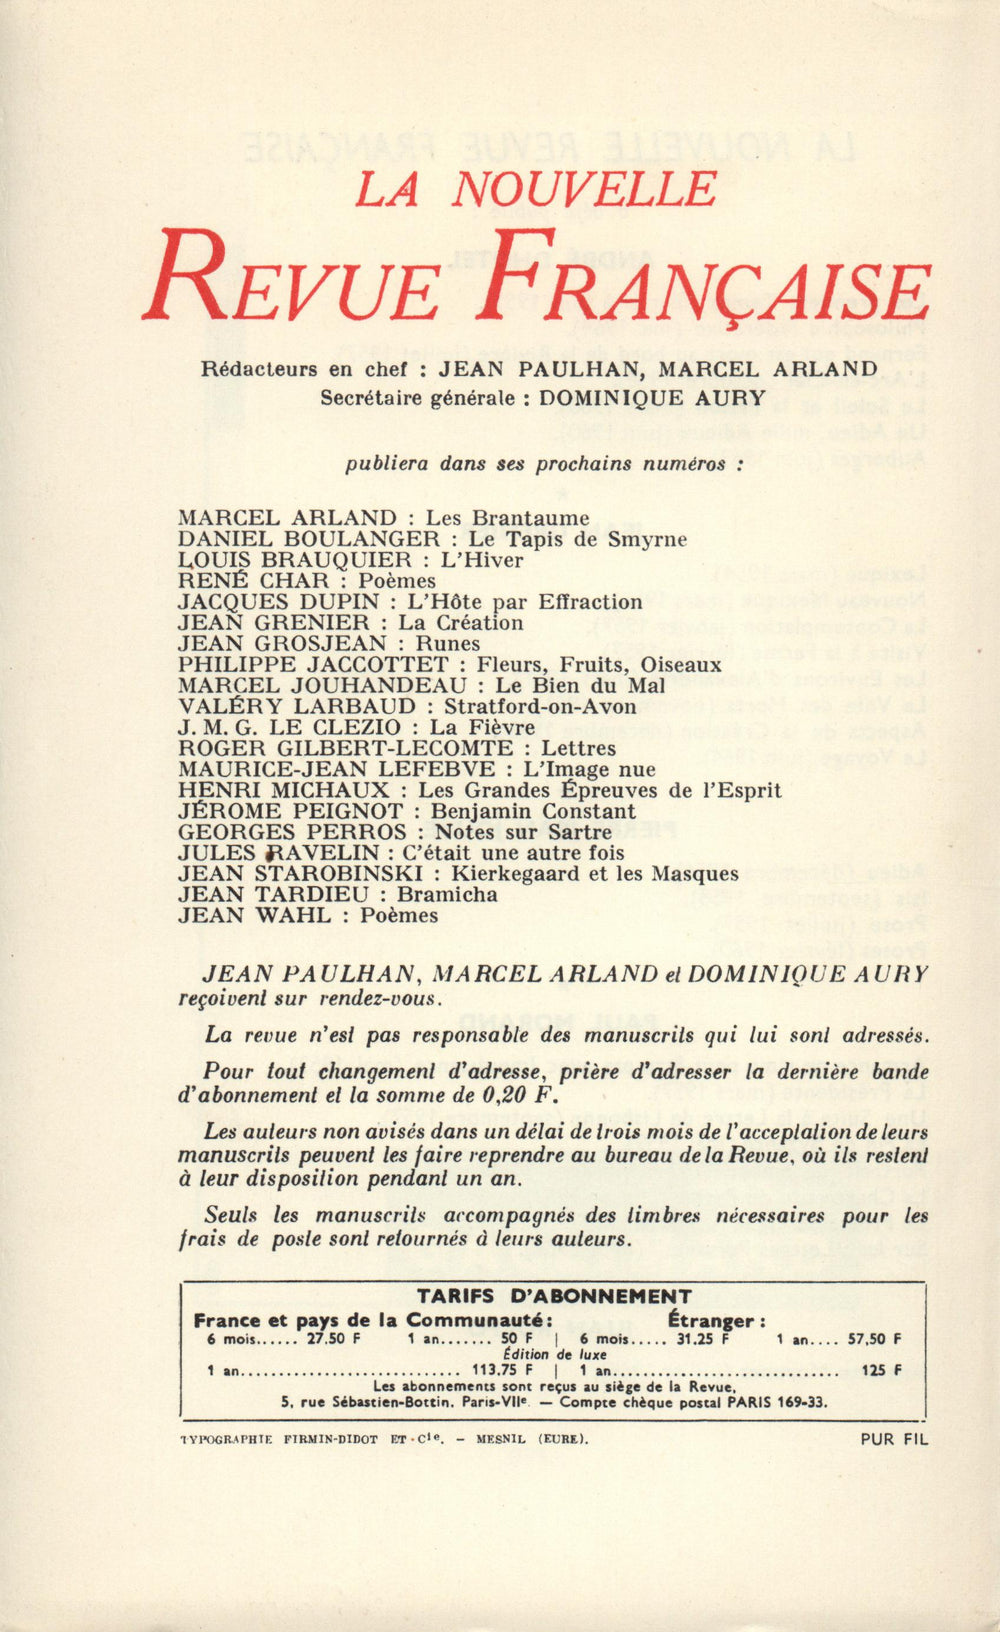 LA NOUVELLE
REVUE FRANÇAISE
Rédacteurs en chef : JEAN PAULHAN, MARCEL ARLAND
Secrétaire générale : DOMINIQUE AURY
publiera dans ses prochains numéros :
MARCEL ARLAND : Les Brantaume
DANIEL BOULANGER : Le Tapis de Smyrne
LOUIS BRAUQUIER : L'Hiver
RENÉ CHAR : Poèmes
JACQUES DUPIN : L'Hôte par Effraction
JEAN GRENIER : La Création
JEAN GROSJEAN : Runes
PHILIPPE JACCOTTET : Fleurs, Fruits, Oiseaux
MARCEL JOUHANDEAU : Le Bien du Mal
VALÉRY LARBAUD : Stratford-on-Avon
J. M. G. LE CLEZIO : La Fièvre
ROGER GILBERT-LECOMTE : Lettres
MAURICE-JEAN LEFEBVE : L'Image nue
HENRI MICHAUX : Les Grandes Épreuves de l'Esprit
JÉROME PEIGNOT : Benjamin Constant
GEORGES PERROS : Notes sur Sartre
JULES RAVELIN : C'était une autre fois
JEAN STAROBINSKI : Kierkegaard et les Masques
JEAN TARDIEU : Bramicha
JEAN WAHL : Poèmes
JEAN PAULHAN, MARCEL ARLAND et DOMINIQUE AURY
reçoivent sur rendez-vous.
La revue n'est pas responsable des manuscrits qui lui sont adressés.
Pour tout changement d'adresse, prière d'adresser la dernière bande
d'abonnement et la somme de 0,20 F.
Les auteurs non avisés dans un délai de trois mois de l'acceptation de leurs
manuscrits peuvent les faire reprendre au bureau de la Revue, où ils restent
à leur disposition pendant un an.
Seuls les manuscrits accompagnés des timbres nécessaires pour les
frais de poste sont retournés à leurs auteurs.
TARIFS D'ABONNEMENT
France et pays de la Communauté : Étranger :
6 mois...... 27,50 F 1 an....... 50 F | 6 mois..... 31.25 F 1 an.... 57,50 F
Édition de luxe
1 an............................ 113,75 F | 1 an............................. 125 F
Les abonnements sont reçus au siège de la Revue,
5, rue Sébastien-Bottin, Paris-VIIe. — Compte chèque postal PARIS 169-33.
TYPOGRAPHIE FIRMIN-DIDOT ET Cie. – MESNIL (EURE). PUR FIL